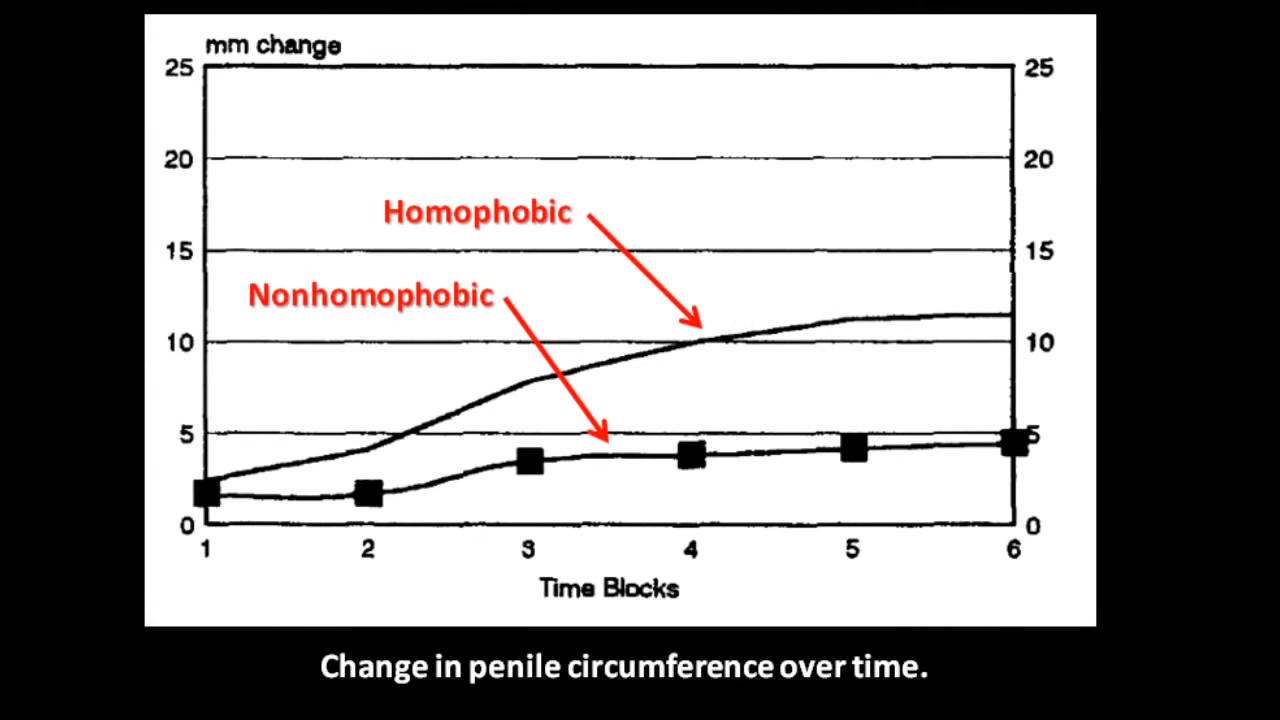 mm change
25 25
20 20
Homophobic
15 15
Nonhomophobic
10 10
5 5
0 0
1 2 3 4 5 6
Time Blocks
Change in penile circumference over time.